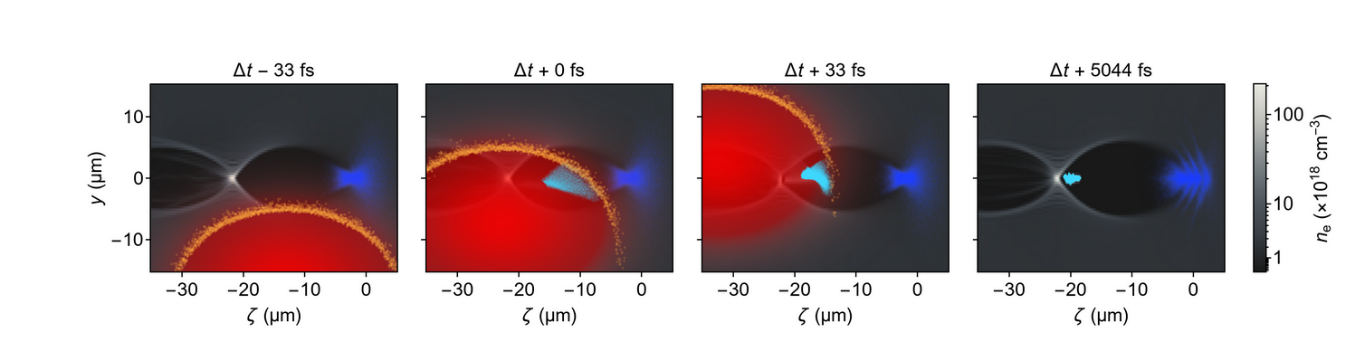 Δt − 33 fs
Δt + 0 fs
Δt + 33 fs
Δt + 5044 fs
10
0
−10
y (μm)
−30 −20 −10 0
−30 −20 −10 0
−30 −20 −10 0
−30 −20 −10 0
ζ (μm)
ζ (μm)
ζ (μm)
ζ (μm)
100
10
1
nₑ (×10¹⁸ cm⁻³)